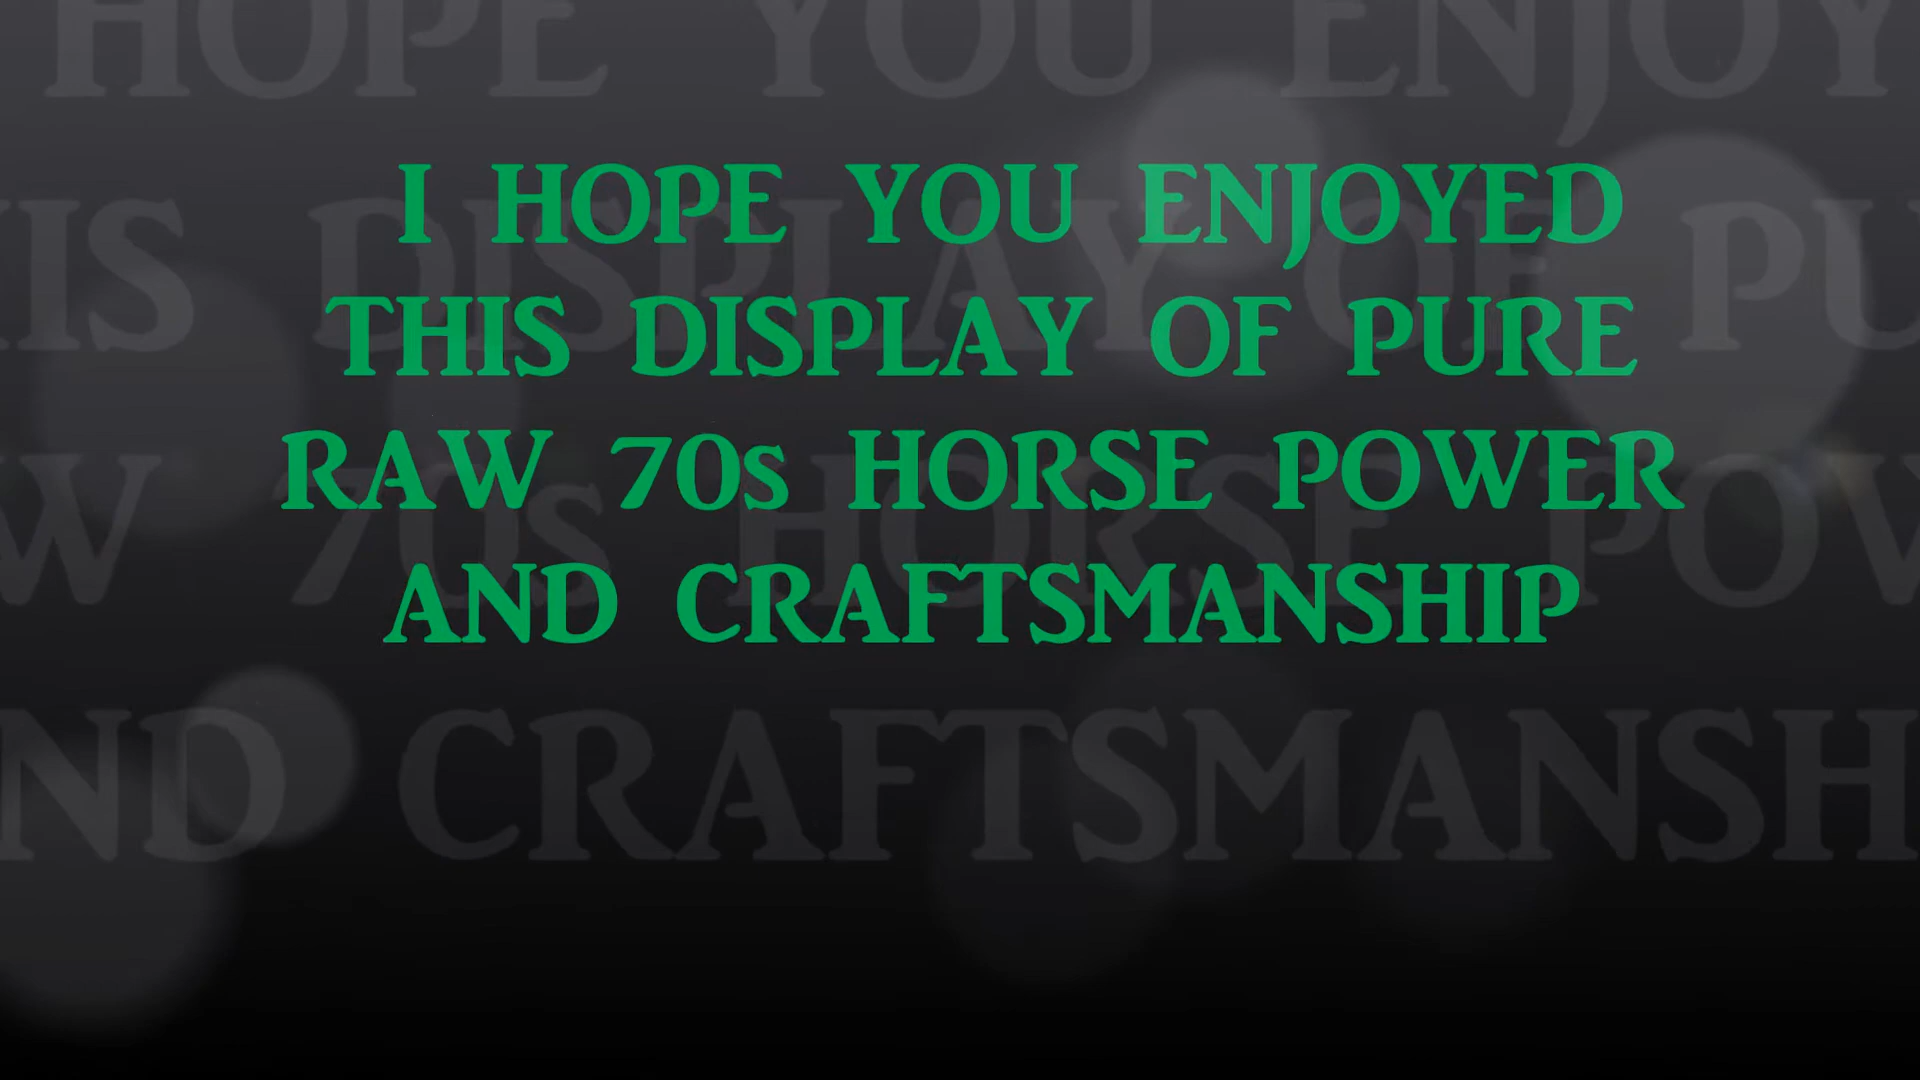 I HOPE YOU ENJOYED
THIS DISPLAY OF PURE
RAW 70s HORSE POWER
AND CRAFTSMANSHIP